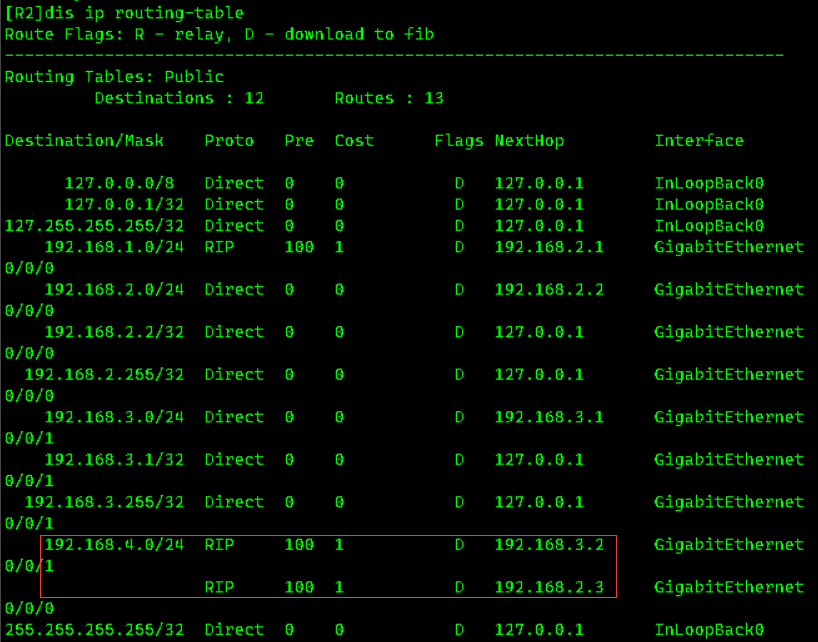 [R2]dis ip routing-table
Route Flags: R - relay, D - download to fib
------------------------------------------------------------------------------
Routing Tables: Public
         Destinations : 12       Routes : 13

Destination/Mask    Proto   Pre  Cost      Flags NextHop         Interface

      127.0.0.0/8   Direct  0    0           D   127.0.0.1       InLoopBack0
      127.0.0.1/32  Direct  0    0           D   127.0.0.1       InLoopBack0
127.255.255.255/32  Direct  0    0           D   127.0.0.1       InLoopBack0
    192.168.1.0/24  RIP     100  1           D   192.168.2.1     GigabitEthernet
0/0/0
    192.168.2.0/24  Direct  0    0           D   192.168.2.2     GigabitEthernet
0/0/0
    192.168.2.2/32  Direct  0    0           D   127.0.0.1       GigabitEthernet
0/0/0
  192.168.2.255/32  Direct  0    0           D   127.0.0.1       GigabitEthernet
0/0/0
    192.168.3.0/24  Direct  0    0           D   192.168.3.1     GigabitEthernet
0/0/1
    192.168.3.1/32  Direct  0    0           D   127.0.0.1       GigabitEthernet
0/0/1
  192.168.3.255/32  Direct  0    0           D   127.0.0.1       GigabitEthernet
0/0/1
    192.168.4.0/24  RIP     100  1           D   192.168.3.2     GigabitEthernet
0/0/1
                    RIP     100  1           D   192.168.2.3     GigabitEthernet
0/0/0
255.255.255.255/32  Direct  0    0           D   127.0.0.1       InLoopBack0